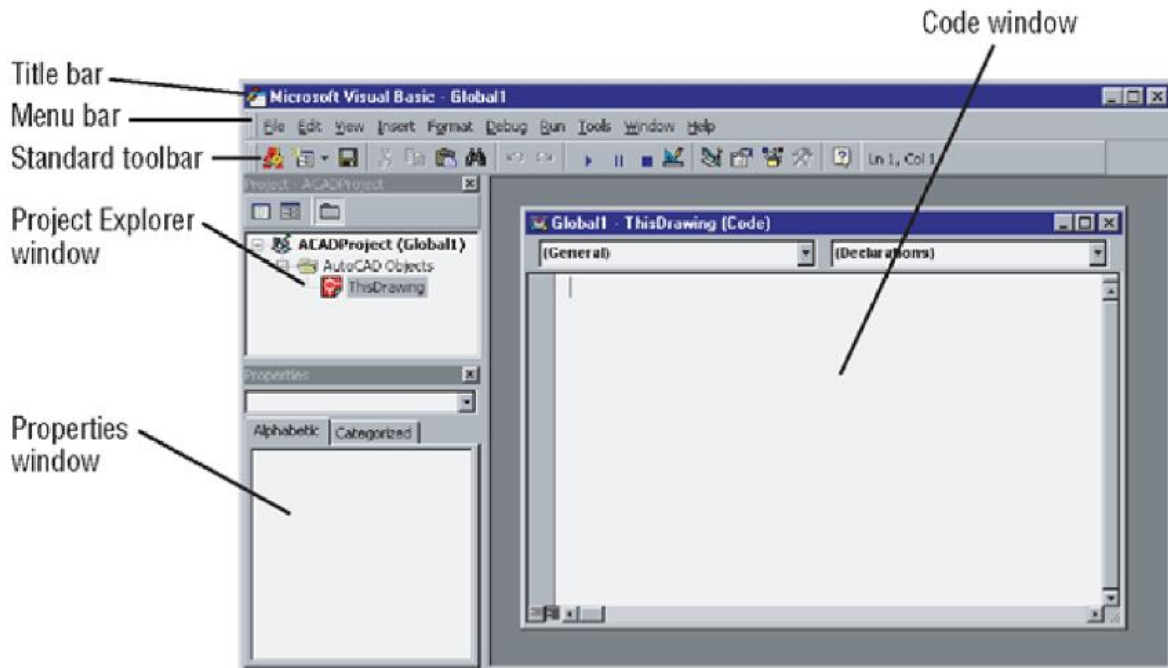 Code window
Title bar
Microsoft Visual Basic - Global1
Menu bar
File Edit View Insert Format Debug Run Tools Window Help
Standard toolbar
Ln 1, Col 1
Project - ACADProject
Project Explorer
window
ACADProject (Global1)
AutoCAD Objects
ThisDrawing
Global1 - ThisDrawing (Code)
(General) (Declarations)
Properties
Alphabetic Categorized
Properties
window